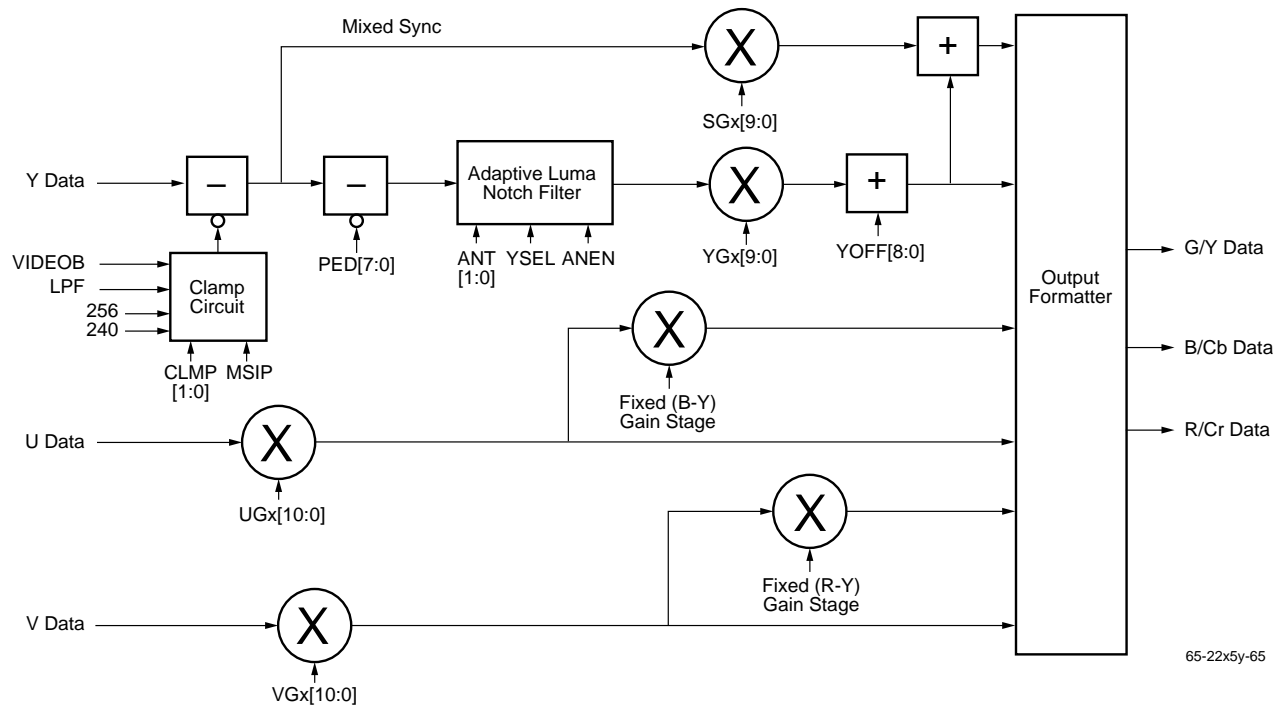 Mixed Sync
X
+
SGx[9:0]
Y Data
–
–
Adaptive Luma
Notch Filter
X
+
VIDEOB
LPF
256
240
Clamp
Circuit
PED[7:0]
ANT
[1:0]
YSEL
ANEN
YGx[9:0]
YOFF[8:0]
Output
Formatter
G/Y Data
B/Cb Data
R/Cr Data
CLMP
[1:0]
MSIP
X
Fixed (B-Y)
Gain Stage
U Data
X
UGx[10:0]
X
Fixed (R-Y)
Gain Stage
V Data
X
VGx[10:0]
65-22x5y-65